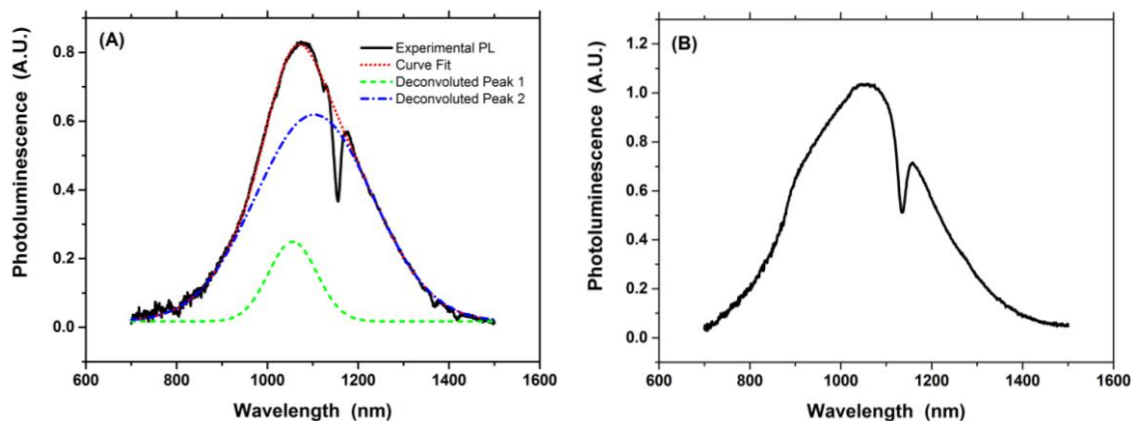 (A)
Experimental PL
Curve Fit
Deconvoluted Peak 1
Deconvoluted Peak 2
0.8
0.6
0.4
0.2
0.0
Photoluminescence (A.U.)
600 800 1000 1200 1400 1600
Wavelength (nm)
(B)
1.2
1.0
0.8
0.6
0.4
0.2
0.0
Photoluminescence (A.U.)
600 800 1000 1200 1400 1600
Wavelength (nm)